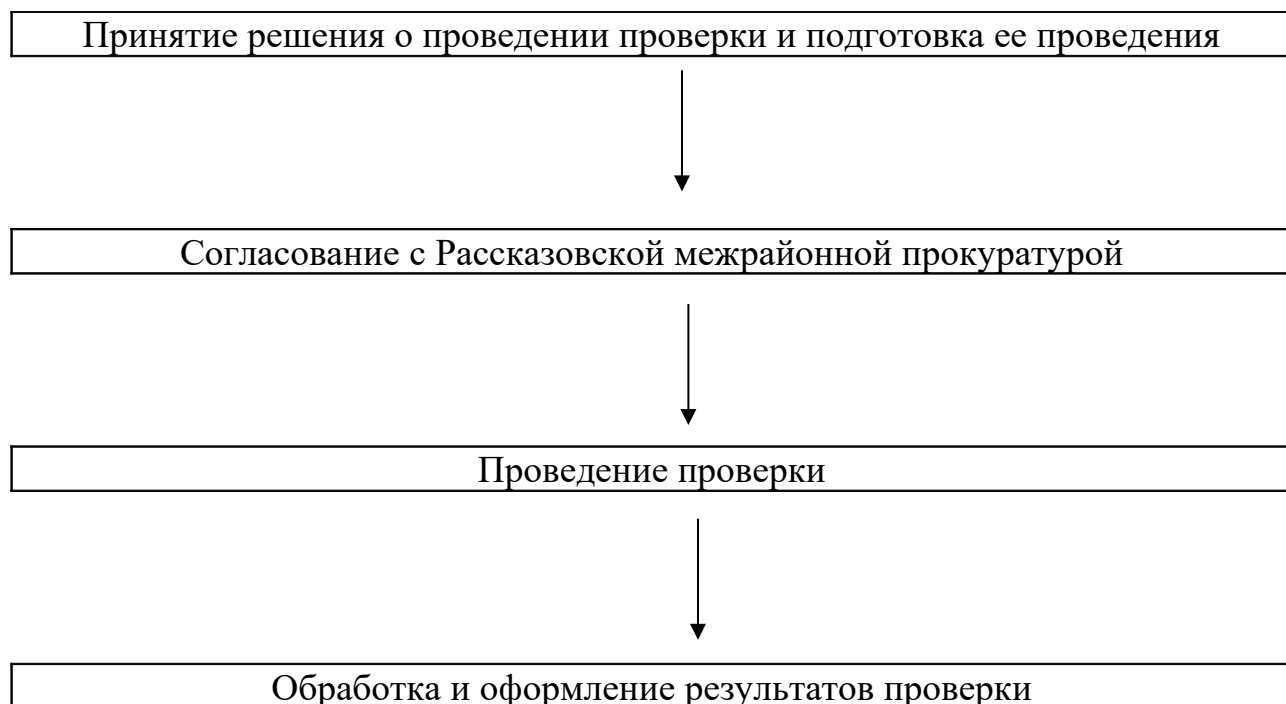 Принятие решения о проведении проверки и подготовка ее проведения
Согласование с Рассказовской межрайонной прокуратурой
Проведение проверки
Обработка и оформление результатов проверки